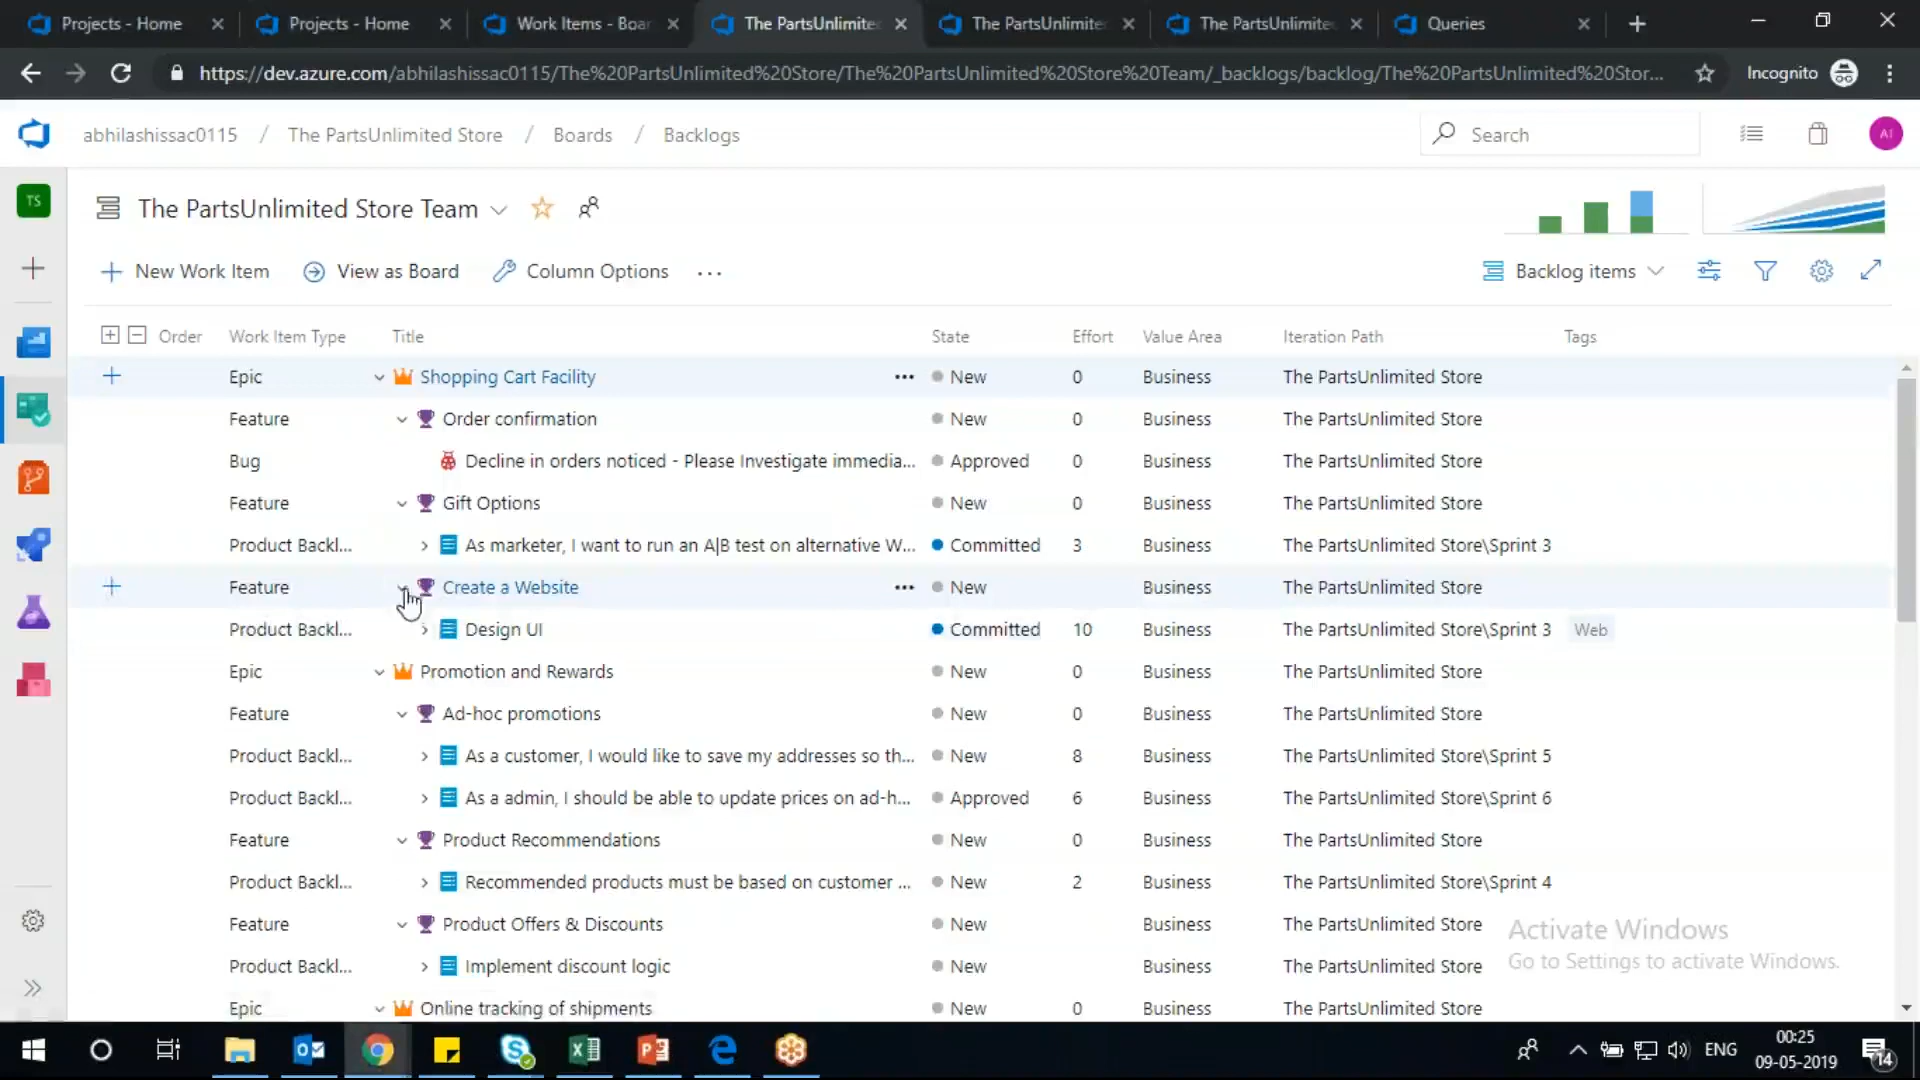 Projects - Home
Projects - Home
Work Items - Boar
The PartsUnlimite
The PartsUnlimite
The PartsUnlimite
Queries
https://dev.azure.com/abhilashissac0115/The%20PartsUnlimited%20Store/The%20PartsUnlimited%20Store%20Team/_backlogs/backlog/The%20PartsUnlimited%20Stor...
Incognito
abhilashissac0115 / The PartsUnlimited Store / Boards / Backlogs
Search
AI
TS
The PartsUnlimited Store Team
New Work Item
View as Board
Column Options
Backlog items
Order Work Item Type Title State Effort Value Area Iteration Path Tags
Epic Shopping Cart Facility New 0 Business The PartsUnlimited Store
Feature Order confirmation New 0 Business The PartsUnlimited Store
Bug Decline in orders noticed - Please Investigate immedia... Approved 0 Business The PartsUnlimited Store
Feature Gift Options New 0 Business The PartsUnlimited Store
Product Backl... As marketer, I want to run an A|B test on alternative W... Committed 3 Business The PartsUnlimited Store\Sprint 3
Feature Create a Website New Business The PartsUnlimited Store
Product Backl... Design UI Committed 10 Business The PartsUnlimited Store\Sprint 3 Web
Epic Promotion and Rewards New 0 Business The PartsUnlimited Store
Feature Ad-hoc promotions New 0 Business The PartsUnlimited Store
Product Backl... As a customer, I would like to save my addresses so th... New 8 Business The PartsUnlimited Store\Sprint 5
Product Backl... As a admin, I should be able to update prices on ad-h... Approved 6 Business The PartsUnlimited Store\Sprint 6
Feature Product Recommendations New 0 Business The PartsUnlimited Store
Product Backl... Recommended products must be based on customer ... New 2 Business The PartsUnlimited Store\Sprint 4
Feature Product Offers & Discounts New Business The PartsUnlimited Store
Product Backl... Implement discount logic New Business The PartsUnlimited Store
Epic Online tracking of shipments New 0 Business The PartsUnlimited Store
Activate Windows
Go to Settings to activate Windows.
ENG
00:25
09-05-2019
14